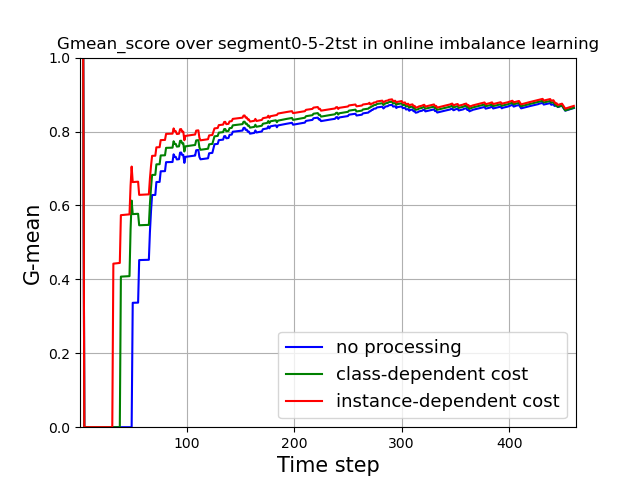 Gmean_score over segment0-5-2tst in online imbalance learning
1.0
0.8
0.6
0.4
0.2
0.0
G-mean
no processing
class-dependent cost
instance-dependent cost
100 200 300 400
Time step